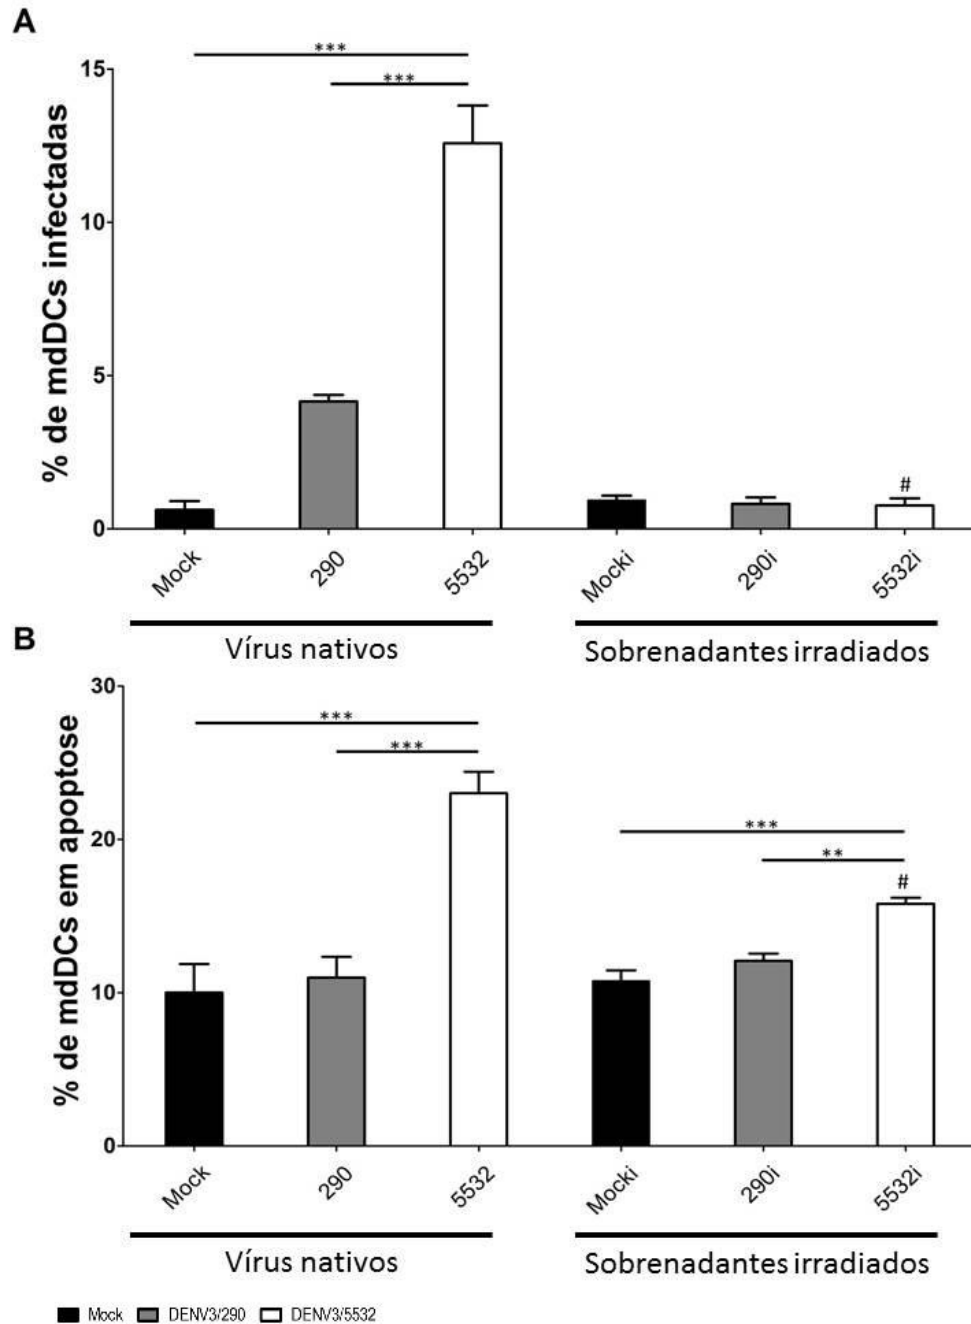 A
% de mdDCs infectadas
15
10
5
0
***
***
#
Mock
290
5532
Mocki
290i
5532i
Vírus nativos
Sobrenadantes irradiados
B
% de mdDCs em apoptose
30
20
10
0
***
***
***
**
#
Mock
290
5532
Mocki
290i
5532i
Vírus nativos
Sobrenadantes irradiados
Mock DENV3/290 DENV3/5532